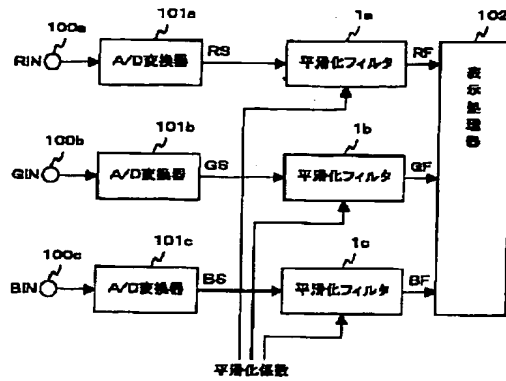 101a 1a 102
100a
RIN A/D変換器 RS 平滑化フィルタ RF
表示処理器
101b 1b
100b
GIN A/D変換器 GS 平滑化フィルタ GF
101c 1c
100c
BIN A/D変換器 BS 平滑化フィルタ BF
平滑化係数